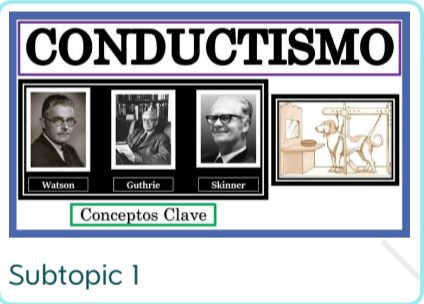 CONDUCTISMO
Watson
Guthrie
Skinner
Conceptos Clave
Subtopic 1